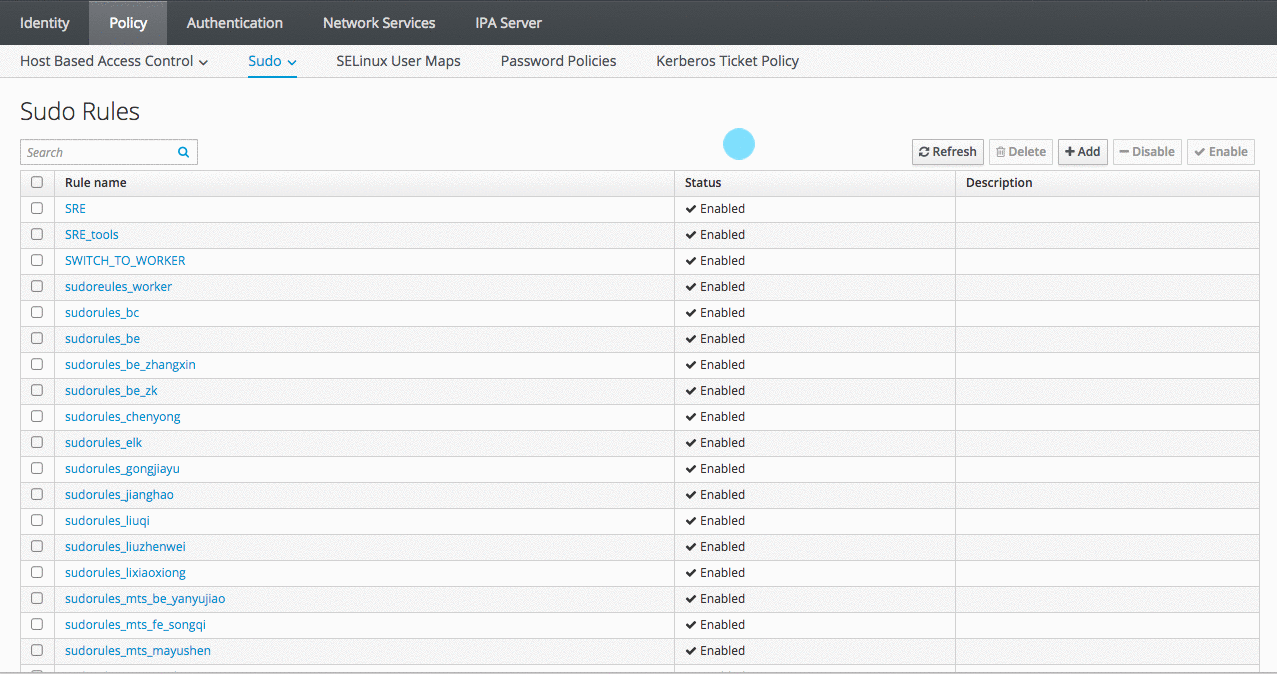 Identity Policy Authentication Network Services IPA Server
Host Based Access Control Sudo SELinux User Maps Password Policies Kerberos Ticket Policy
Sudo Rules
Search Refresh Delete Add Disable Enable
Rule name Status Description
SRE Enabled
SRE_tools Enabled
SWITCH_TO_WORKER Enabled
sudoreules_worker Enabled
sudorules_bc Enabled
sudorules_be Enabled
sudorules_be_zhangxin Enabled
sudorules_be_zk Enabled
sudorules_chenyong Enabled
sudorules_elk Enabled
sudorules_gongjiayu Enabled
sudorules_jianghao Enabled
sudorules_liuqi Enabled
sudorules_liuzhenwei Enabled
sudorules_lixiaoxiong Enabled
sudorules_mts_be_yanyujiao Enabled
sudorules_mts_fe_songqi Enabled
sudorules_mts_mayushen Enabled